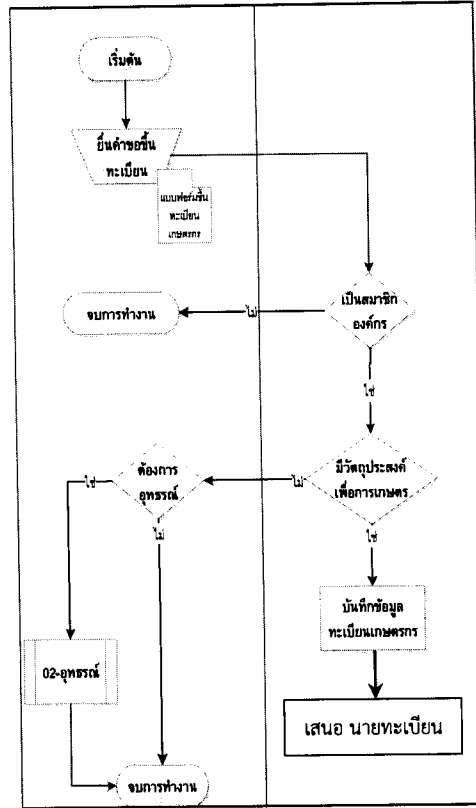 เริ่มต้น
ยื่นคำขอขึ้น
ทะเบียน
แบบฟอร์มขึ้น
ทะเบียน
เกษตรกร
เป็นสมาชิก
องค์กร
ไม่
จบการทำงาน
ใช่
มีวัตถุประสงค์
เพื่อการเกษตร
ไม่
ต้องการ
อุทธรณ์
ใช่
ไม่
ใช่
บันทึกข้อมูล
ทะเบียนเกษตรกร
02-อุทธรณ์
เสนอ นายทะเบียน
จบการทำงาน